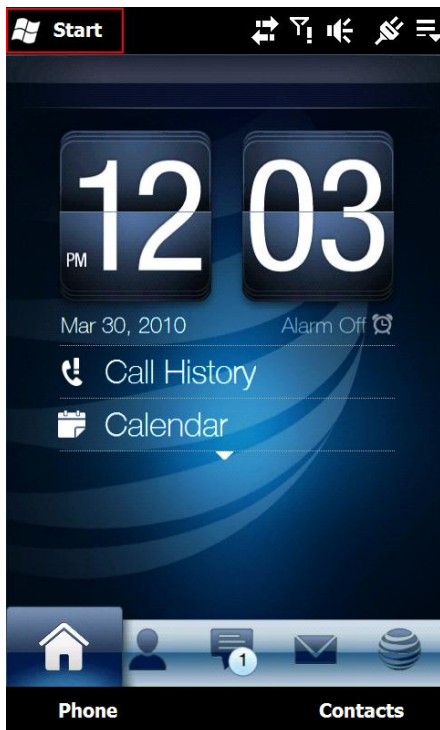 Start
12 03
PM
Mar 30, 2010 Alarm Off
Call History
Calendar
1
Phone Contacts